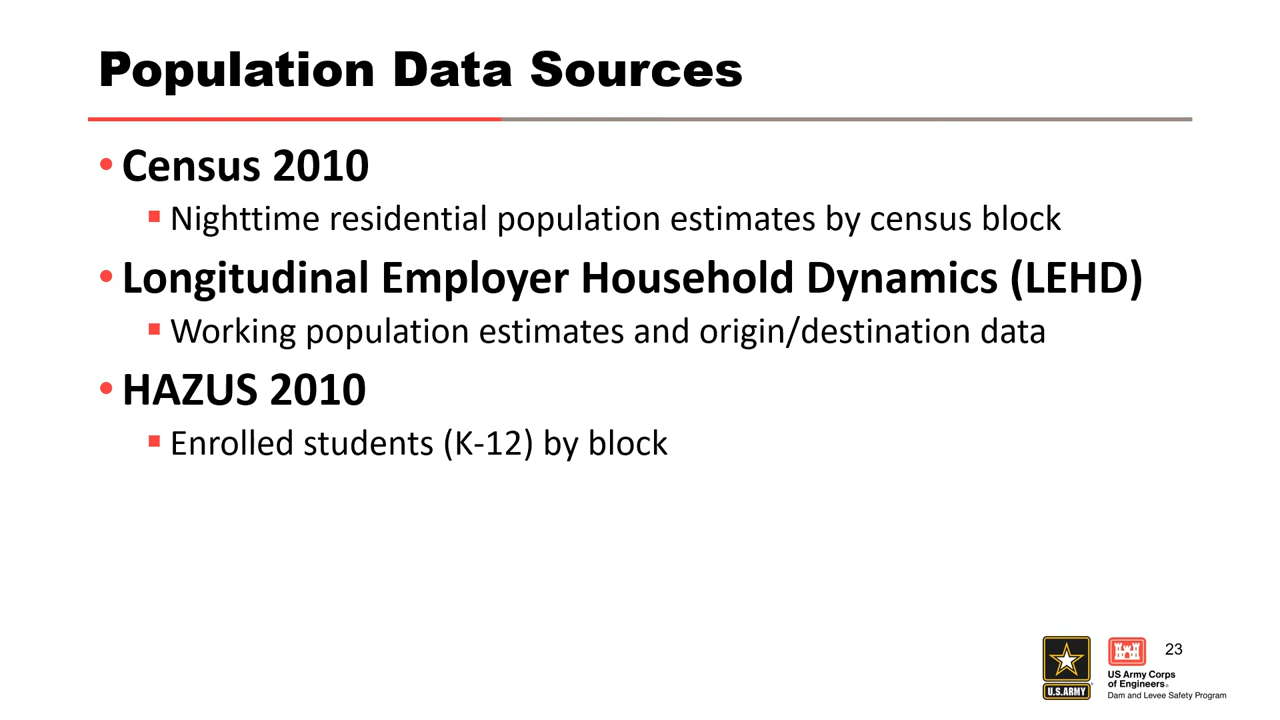 Population Data Sources
• Census 2010
▪ Nighttime residential population estimates by census block
• Longitudinal Employer Household Dynamics (LEHD)
▪ Working population estimates and origin/destination data
• HAZUS 2010
▪ Enrolled students (K-12) by block
23
U.S.ARMY
US Army Corps
of Engineers®
Dam and Levee Safety Program